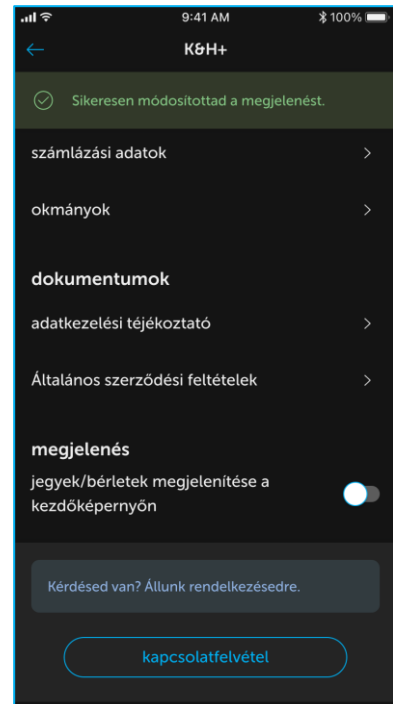 9:41 AM 100%
K&H+
Sikeresen módosítottad a megjelenést.
számlázási adatok
okmányok
dokumentumok
adatkezelési téjékoztató
Általános szerződési feltételek
megjelenés
jegyek/bérletek megjelenítése a
kezdőképernyőn
Kérdésed van? Állunk rendelkezésedre.
kapcsolatfelvétel